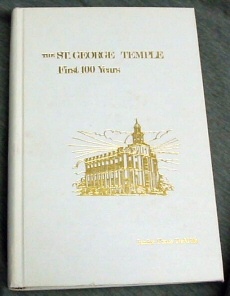 THE ST. GEORGE TEMPLE
First 100 Years